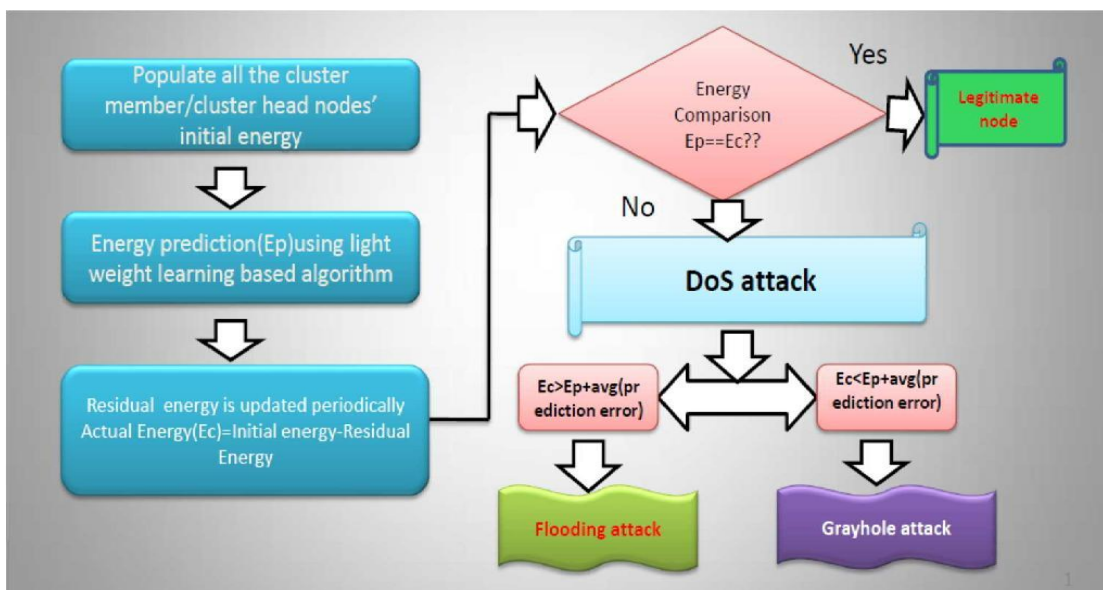 Populate all the cluster
member/cluster head nodes'
initial energy
Energy prediction(Ep)using light
weight learning based algorithm
Residual energy is updated periodically
Actual Energy(Ec)=Initial energy-Residual
Energy
Energy
Comparison
Ep==Ec??
Yes
Legitimate
node
No
DoS attack
Ec>Ep+avg(pr
ediction error)
Ec<Ep+avg(pr
ediction error)
Flooding attack
Grayhole attack
1